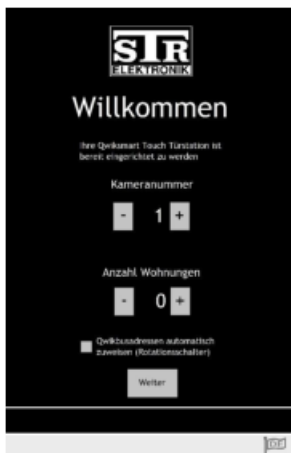 STR
ELEKTRONIK
Willkommen
Ihre Qwiksmart Touch Türstation ist
bereit eingerichtet zu werden
Kameranummer
- 1 +
Anzahl Wohnungen
- 0 +
Qwikbusadressen automatisch
zuweisen (Rotationsschalter)
Weiter
DE